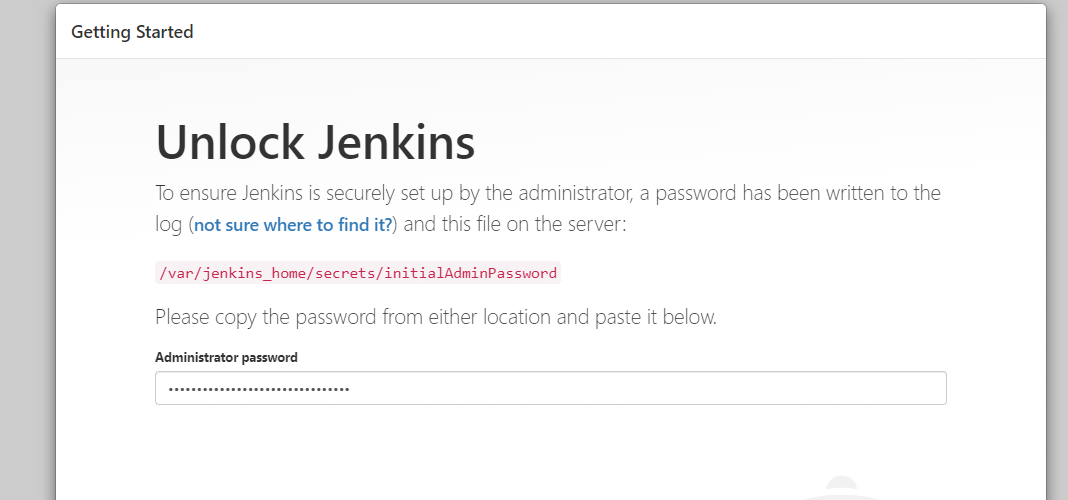 Getting Started
Unlock Jenkins
To ensure Jenkins is securely set up by the administrator, a password has been written to the
log (not sure where to find it?) and this file on the server:
/var/jenkins_home/secrets/initialAdminPassword
Please copy the password from either location and paste it below.
Administrator password
••••••••••••••••••••••••••••••••